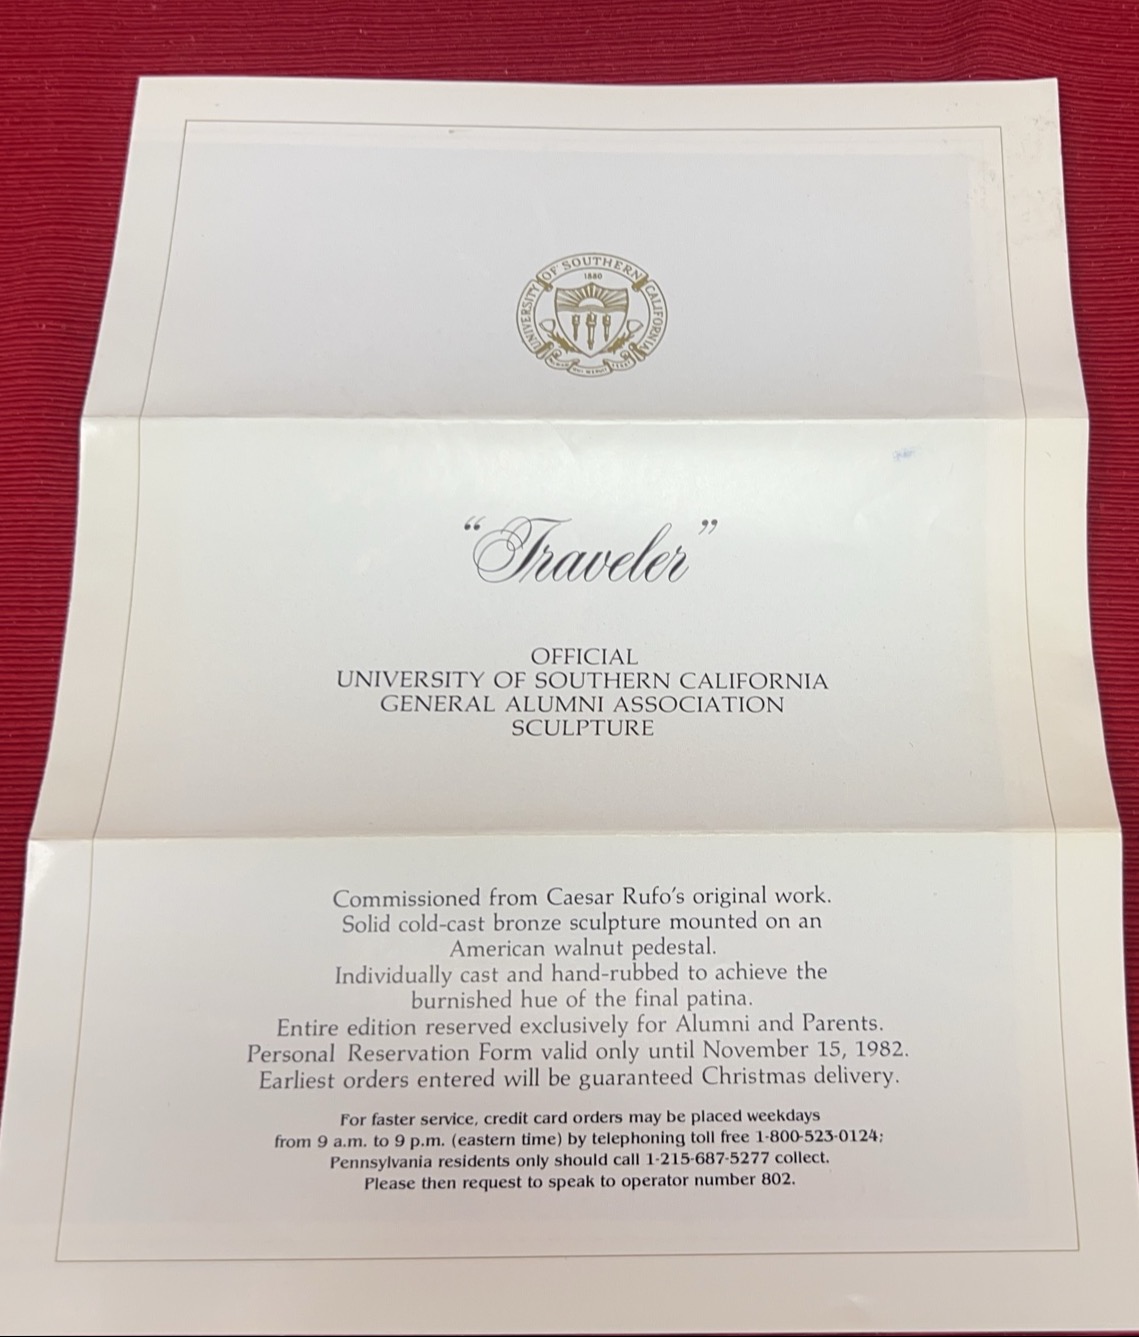 UNIVERSITY OF SOUTHERN CALIFORNIA
1880
“Traveler”
OFFICIAL
UNIVERSITY OF SOUTHERN CALIFORNIA
GENERAL ALUMNI ASSOCIATION
SCULPTURE
Commissioned from Caesar Rufo's original work.
Solid cold-cast bronze sculpture mounted on an
American walnut pedestal.
Individually cast and hand-rubbed to achieve the
burnished hue of the final patina.
Entire edition reserved exclusively for Alumni and Parents.
Personal Reservation Form valid only until November 15, 1982.
Earliest orders entered will be guaranteed Christmas delivery.
For faster service, credit card orders may be placed weekdays
from 9 a.m. to 9 p.m. (eastern time) by telephoning toll free 1-800-523-0124;
Pennsylvania residents only should call 1-215-687-5277 collect.
Please then request to speak to operator number 802.